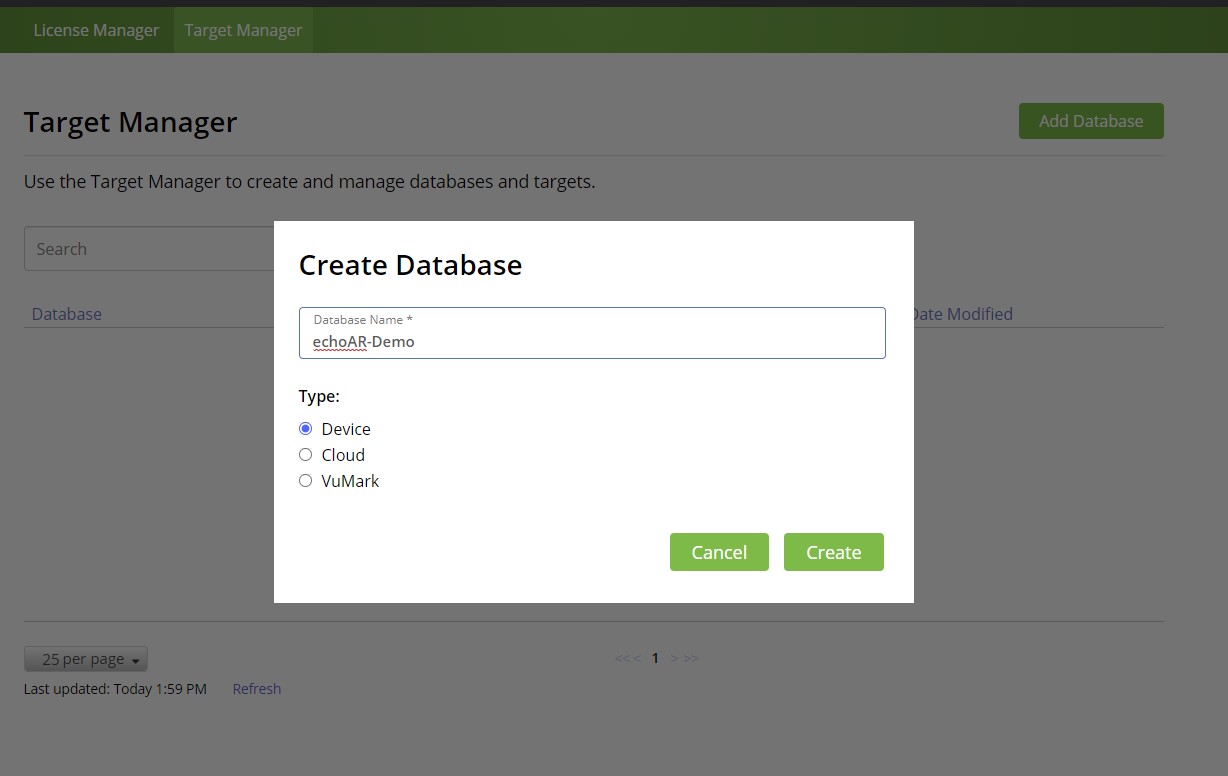 License Manager Target Manager
Target Manager
Add Database
Use the Target Manager to create and manage databases and targets.
Search
Create Database
Database Name *
echoAR-Demo
Database
Date Modified
Type:
Device
Cloud
VuMark
Cancel Create
25 per page
<< < 1 > >>
Last updated: Today 1:59 PM Refresh